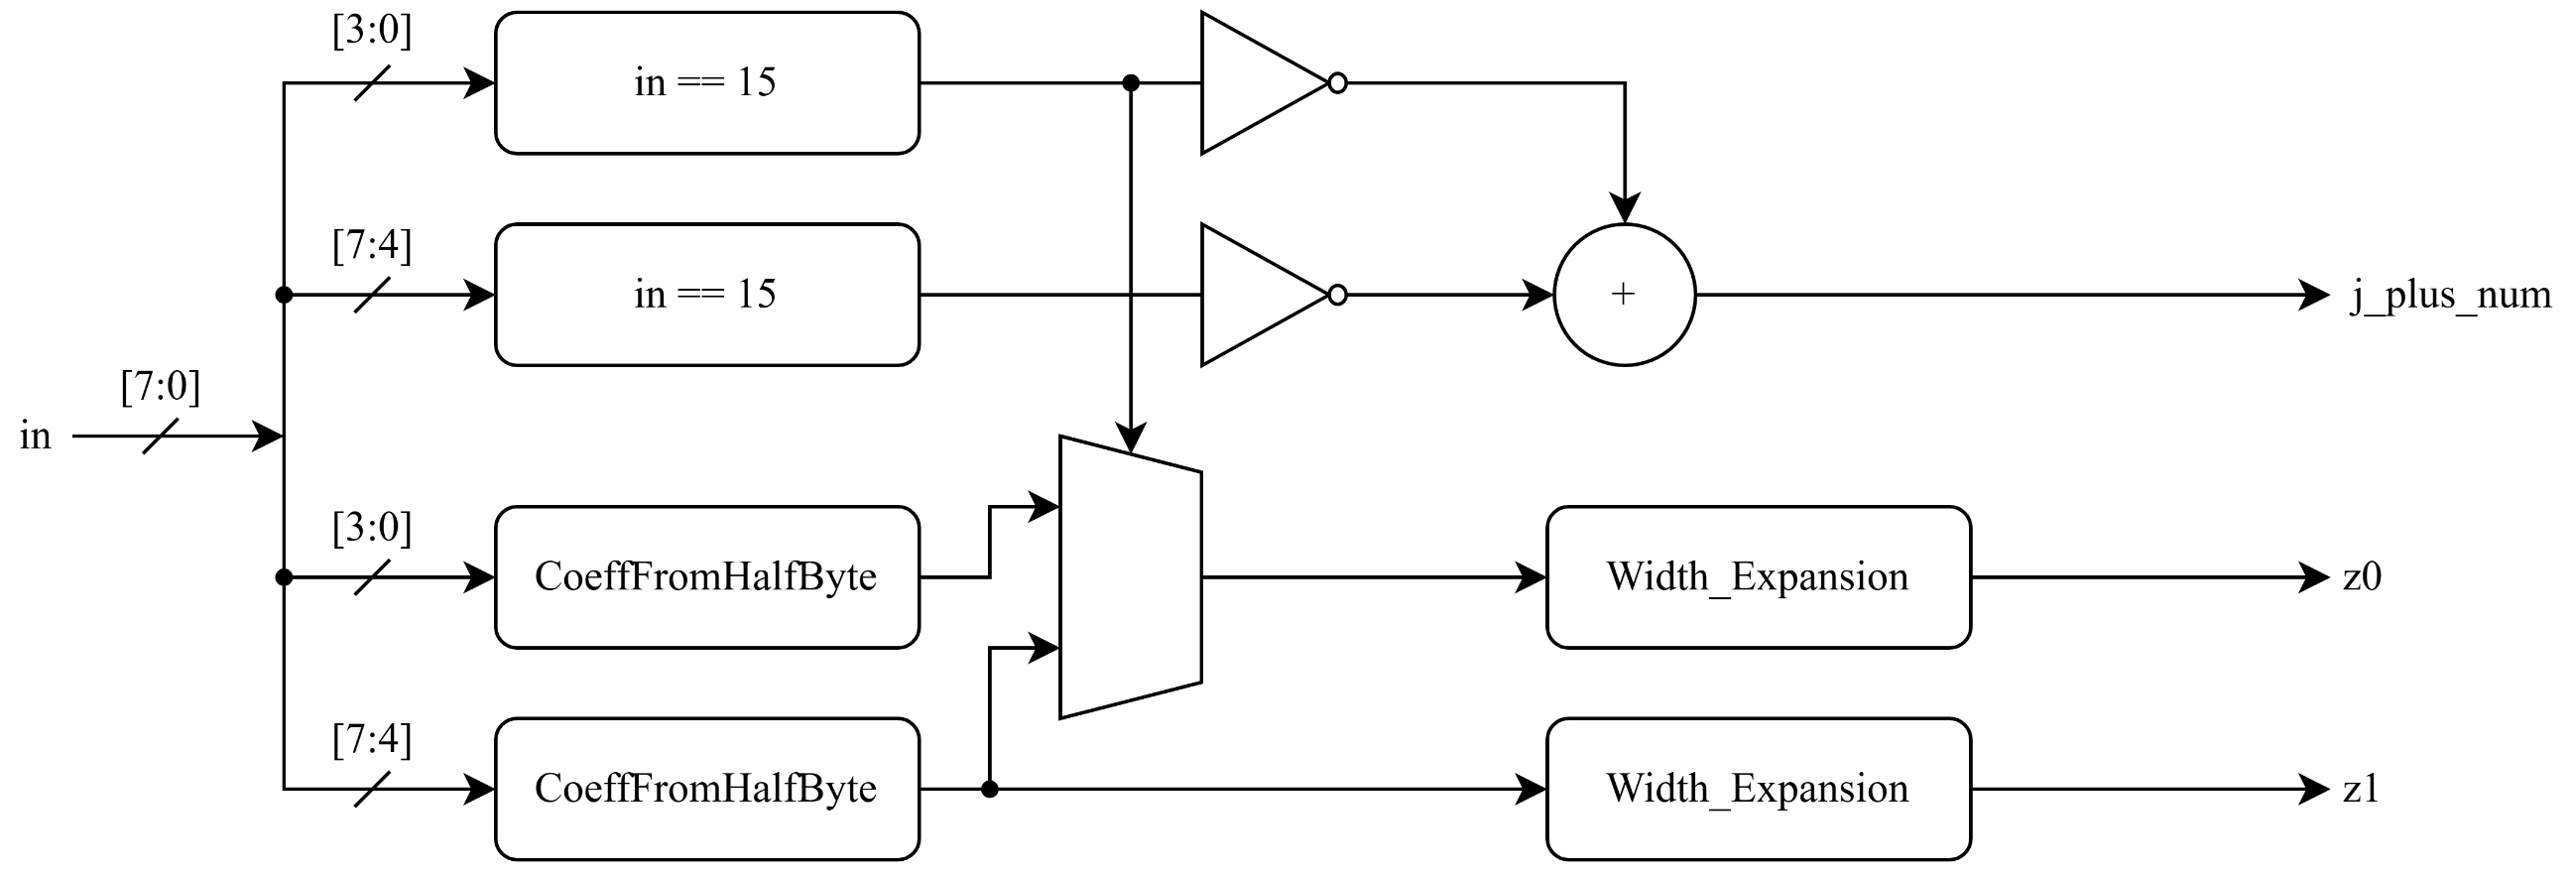 [3:0]
in == 15
[7:4]
in == 15
+
j_plus_num
[7:0]
in
[3:0]
CoeffFromHalfByte
Width_Expansion
z0
[7:4]
CoeffFromHalfByte
Width_Expansion
z1